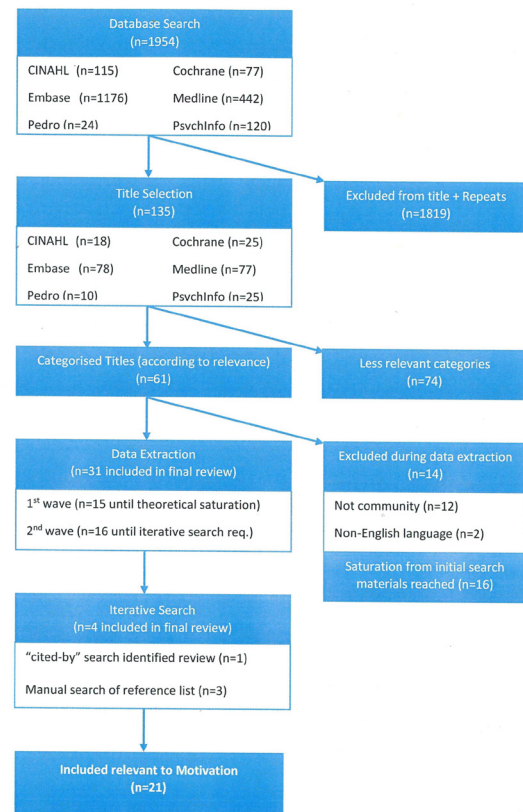 Database Search
(n=1954)
CINAHL (n=115) Cochrane (n=77)
Embase (n=1176) Medline (n=442)
Pedro (n=24) PsychInfo (n=120)
Title Selection
(n=135)
Excluded from title + Repeats
(n=1819)
CINAHL (n=18) Cochrane (n=25)
Embase (n=78) Medline (n=77)
Pedro (n=10) PsychInfo (n=25)
Categorised Titles (according to relevance)
(n=61)
Less relevant categories
(n=74)
Data Extraction
(n=31 included in final review)
1st wave (n=15 until theoretical saturation)
2nd wave (n=16 until iterative search req.)
Excluded during data extraction
(n=14)
Not community (n=12)
Non-English language (n=2)
Saturation from initial search
materials reached (n=16)
Iterative Search
(n=4 included in final review)
"cited-by" search identified review (n=1)
Manual search of reference list (n=3)
Included relevant to Motivation
(n=21)